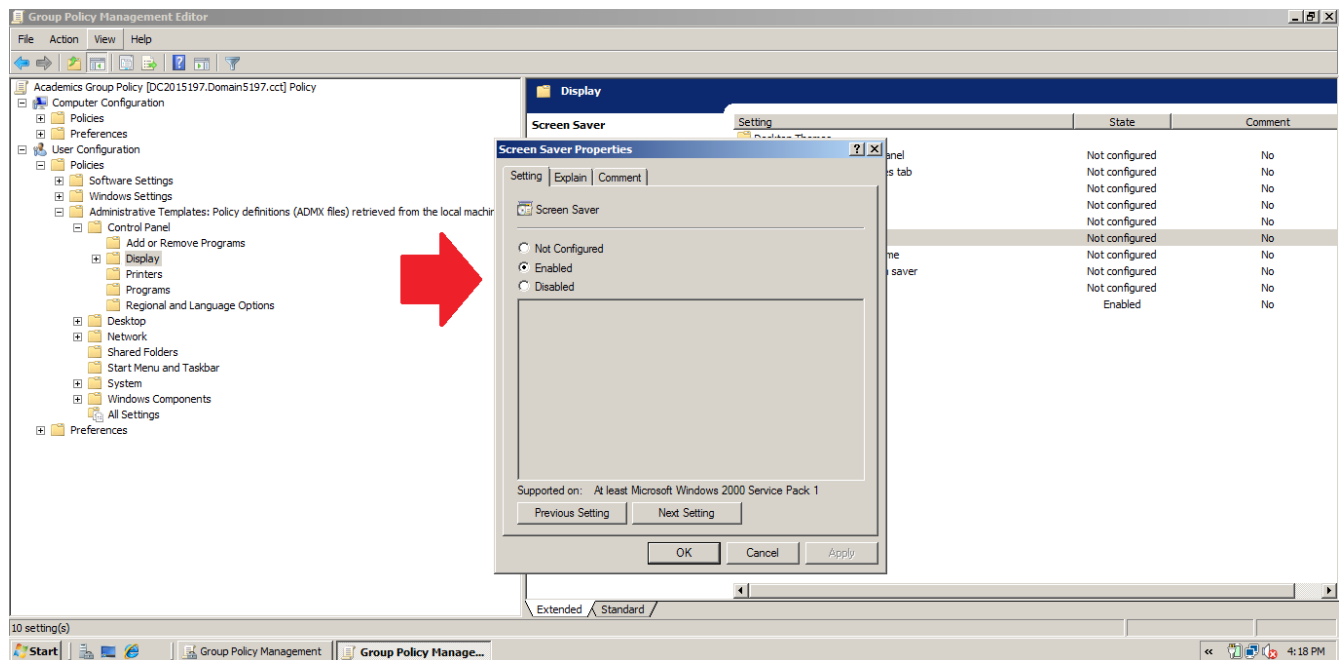 Group Policy Management Editor
File Action View Help
Academics Group Policy [DC2015197.Domain5197.cct] Policy
Computer Configuration
Policies
Preferences
User Configuration
Policies
Software Settings
Windows Settings
Administrative Templates: Policy definitions (ADMX files) retrieved from the local machin
Control Panel
Add or Remove Programs
Display
Printers
Programs
Regional and Language Options
Desktop
Network
Shared Folders
Start Menu and Taskbar
System
Windows Components
All Settings
Preferences
Display
Screen Saver
Setting State Comment
Desktop Themes
anel Not configured No
s tab Not configured No
Not configured No
Not configured No
Not configured No
Not configured No
me Not configured No
saver Not configured No
Not configured No
Enabled No
Screen Saver Properties
Setting Explain Comment
Screen Saver
Not Configured
Enabled
Disabled
Supported on: At least Microsoft Windows 2000 Service Pack 1
Previous Setting Next Setting
OK Cancel Apply
Extended Standard
10 setting(s)
Start Group Policy Management Group Policy Manage... « 4:18 PM